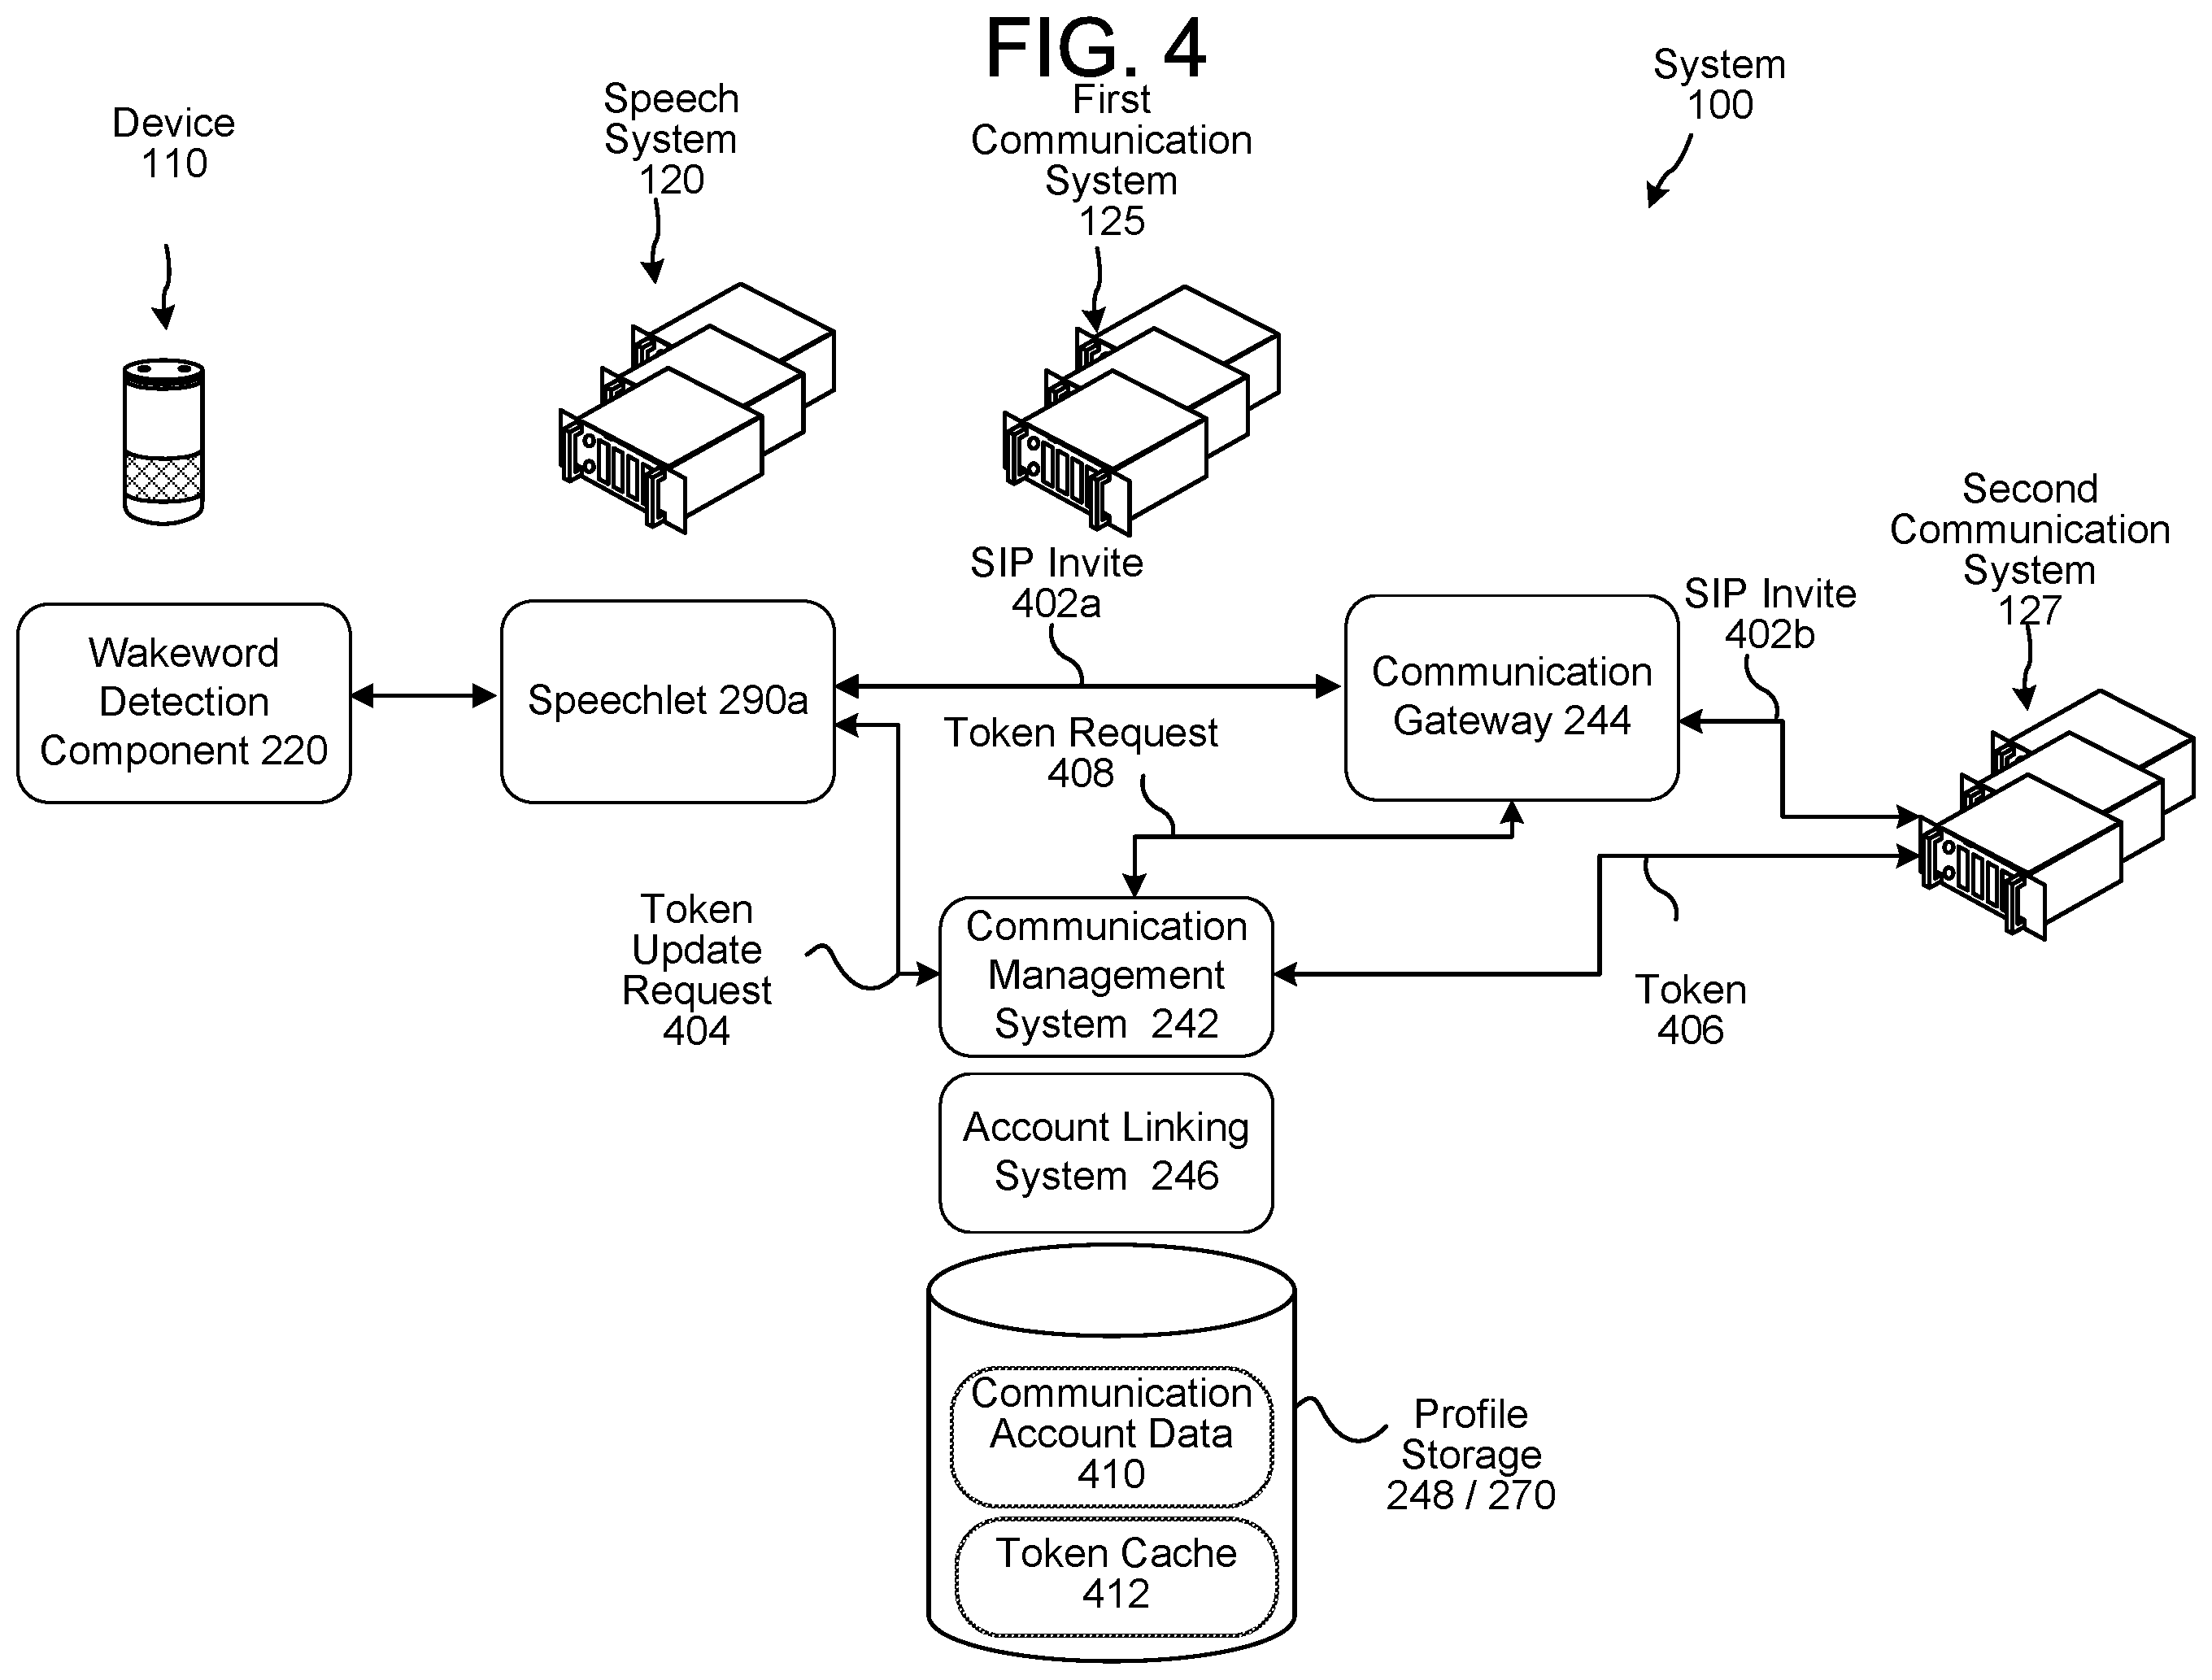 FIG. 4
Device
110
Speech
System
120
First
Communication
System
125
System
100
Second
Communication
System
127
SIP Invite
402a
SIP Invite
402b
Wakeword
Detection
Component 220
Speechlet 290a
Communication
Gateway 244
Token Request
408
Token
Update
Request
404
Communication
Management
System 242
Token
406
Account Linking
System 246
Communication
Account Data
410
Profile
Storage
248 / 270
Token Cache
412